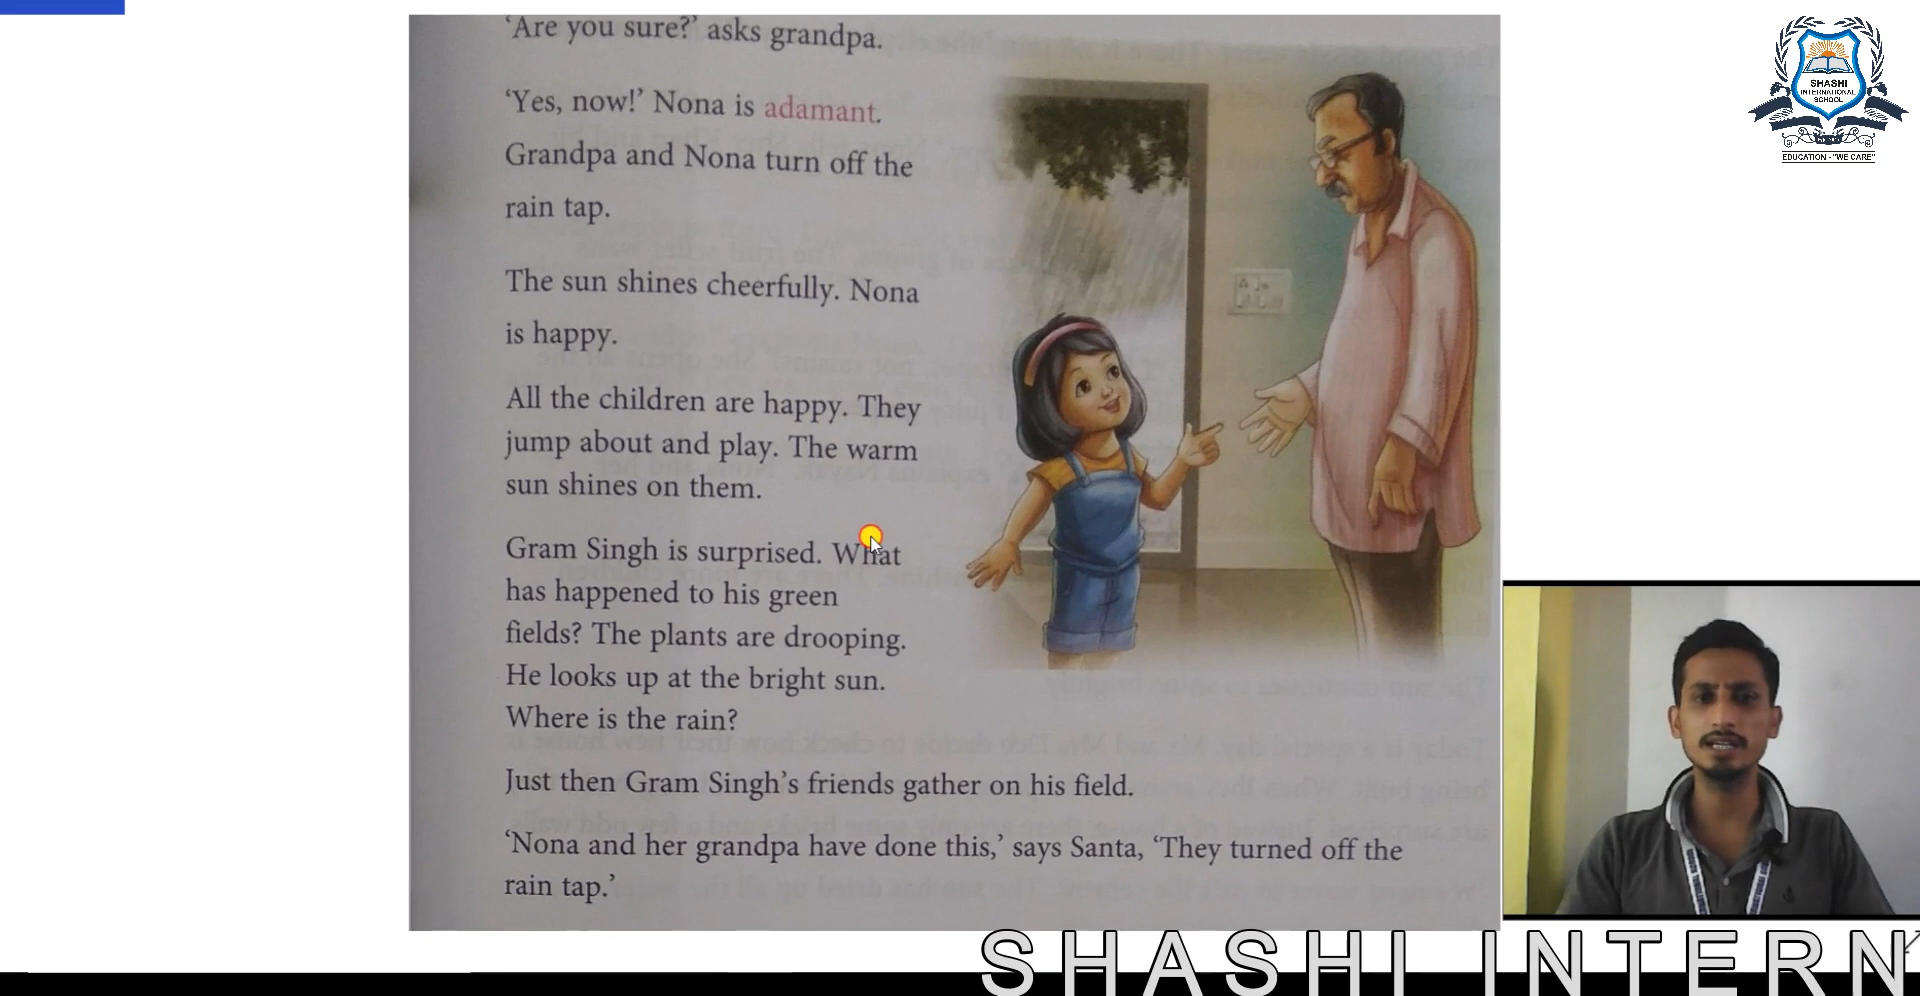 ‘Are you sure?’ asks grandpa.
‘Yes, now!’ Nona is adamant.
Grandpa and Nona turn off the
rain tap.
The sun shines cheerfully. Nona
is happy.
All the children are happy. They
jump about and play. The warm
sun shines on them.
Gram Singh is surprised. What
has happened to his green
fields? The plants are drooping.
He looks up at the bright sun.
Where is the rain?
Just then Gram Singh’s friends gather on his field.
‘Nona and her grandpa have done this,’ says Santa, ‘They turned off the
rain tap.’
SHASHI
INTERNATIONAL
SCHOOL
EDUCATION - "WE CARE"
SHASHI INTERN